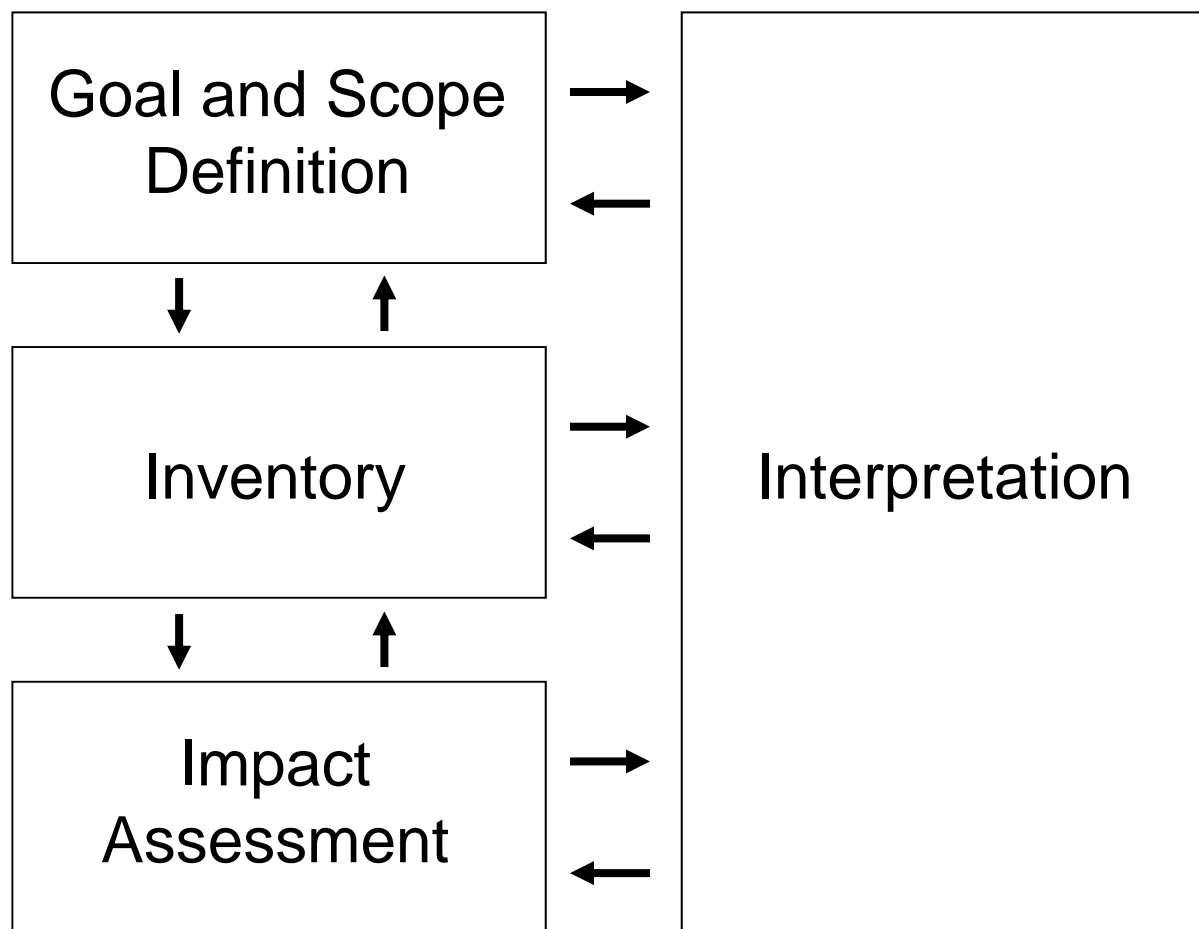 Goal and Scope
Definition
Inventory
Interpretation
Impact
Assessment